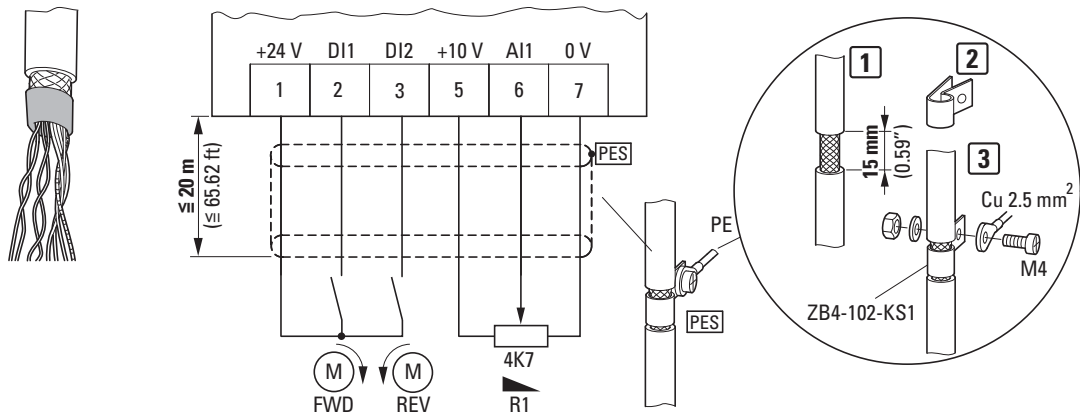 +24 V DI1 DI2 +10 V AI1 0 V
1 2 3 5 6 7
≤ 20 m
(≤ 65.62 ft)
PES
4K7
R1
M
FWD
M
REV
PE
PES
1
2
3
15 mm
(0.59″)
Cu 2.5 mm²
M4
ZB4-102-KS1